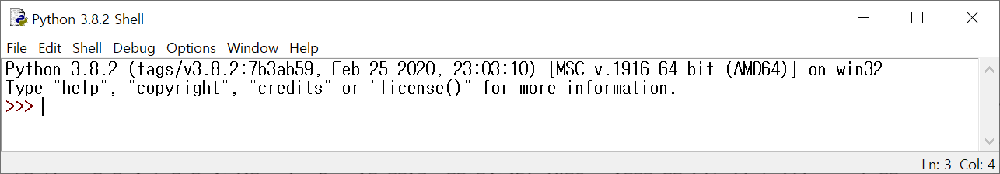 Python 3.8.2 Shell
File Edit Shell Debug Options Window Help
Python 3.8.2 (tags/v3.8.2:7b3ab59, Feb 25 2020, 23:03:10) [MSC v.1916 64 bit (AMD64)] on win32
Type "help", "copyright", "credits" or "license()" for more information.
>>>
Ln: 3 Col: 4